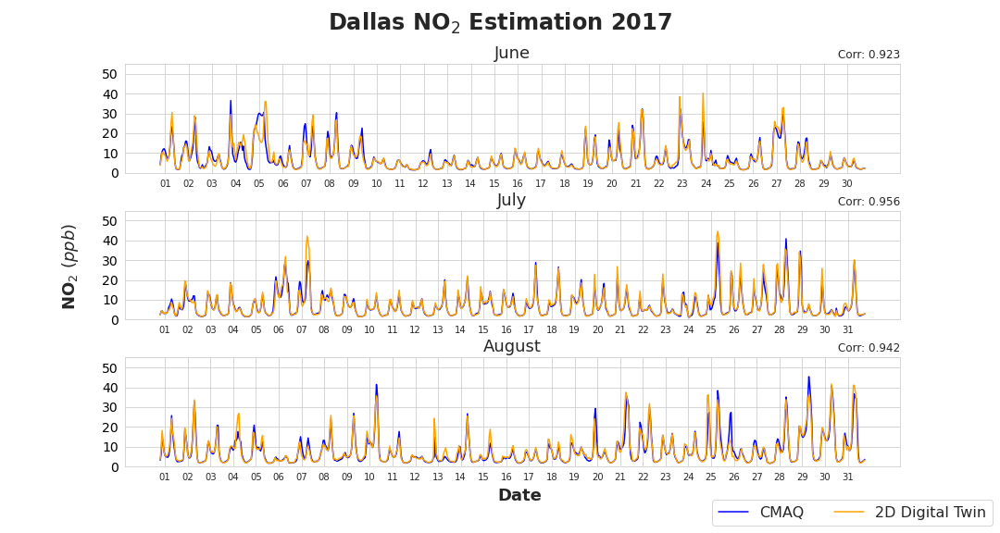 Dallas NO₂ Estimation 2017
June
Corr: 0.923
50
40
30
20
10
0
01 02 03 04 05 06 07 08 09 10 11 12 13 14 15 16 17 18 19 20 21 22 23 24 25 26 27 28 29 30
July
Corr: 0.956
50
40
30
20
10
0
01 02 03 04 05 06 07 08 09 10 11 12 13 14 15 16 17 18 19 20 21 22 23 24 25 26 27 28 29 30 31
NO₂ (ppb)
August
Corr: 0.942
50
40
30
20
10
0
01 02 03 04 05 06 07 08 09 10 11 12 13 14 15 16 17 18 19 20 21 22 23 24 25 26 27 28 29 30 31
Date
CMAQ 2D Digital Twin